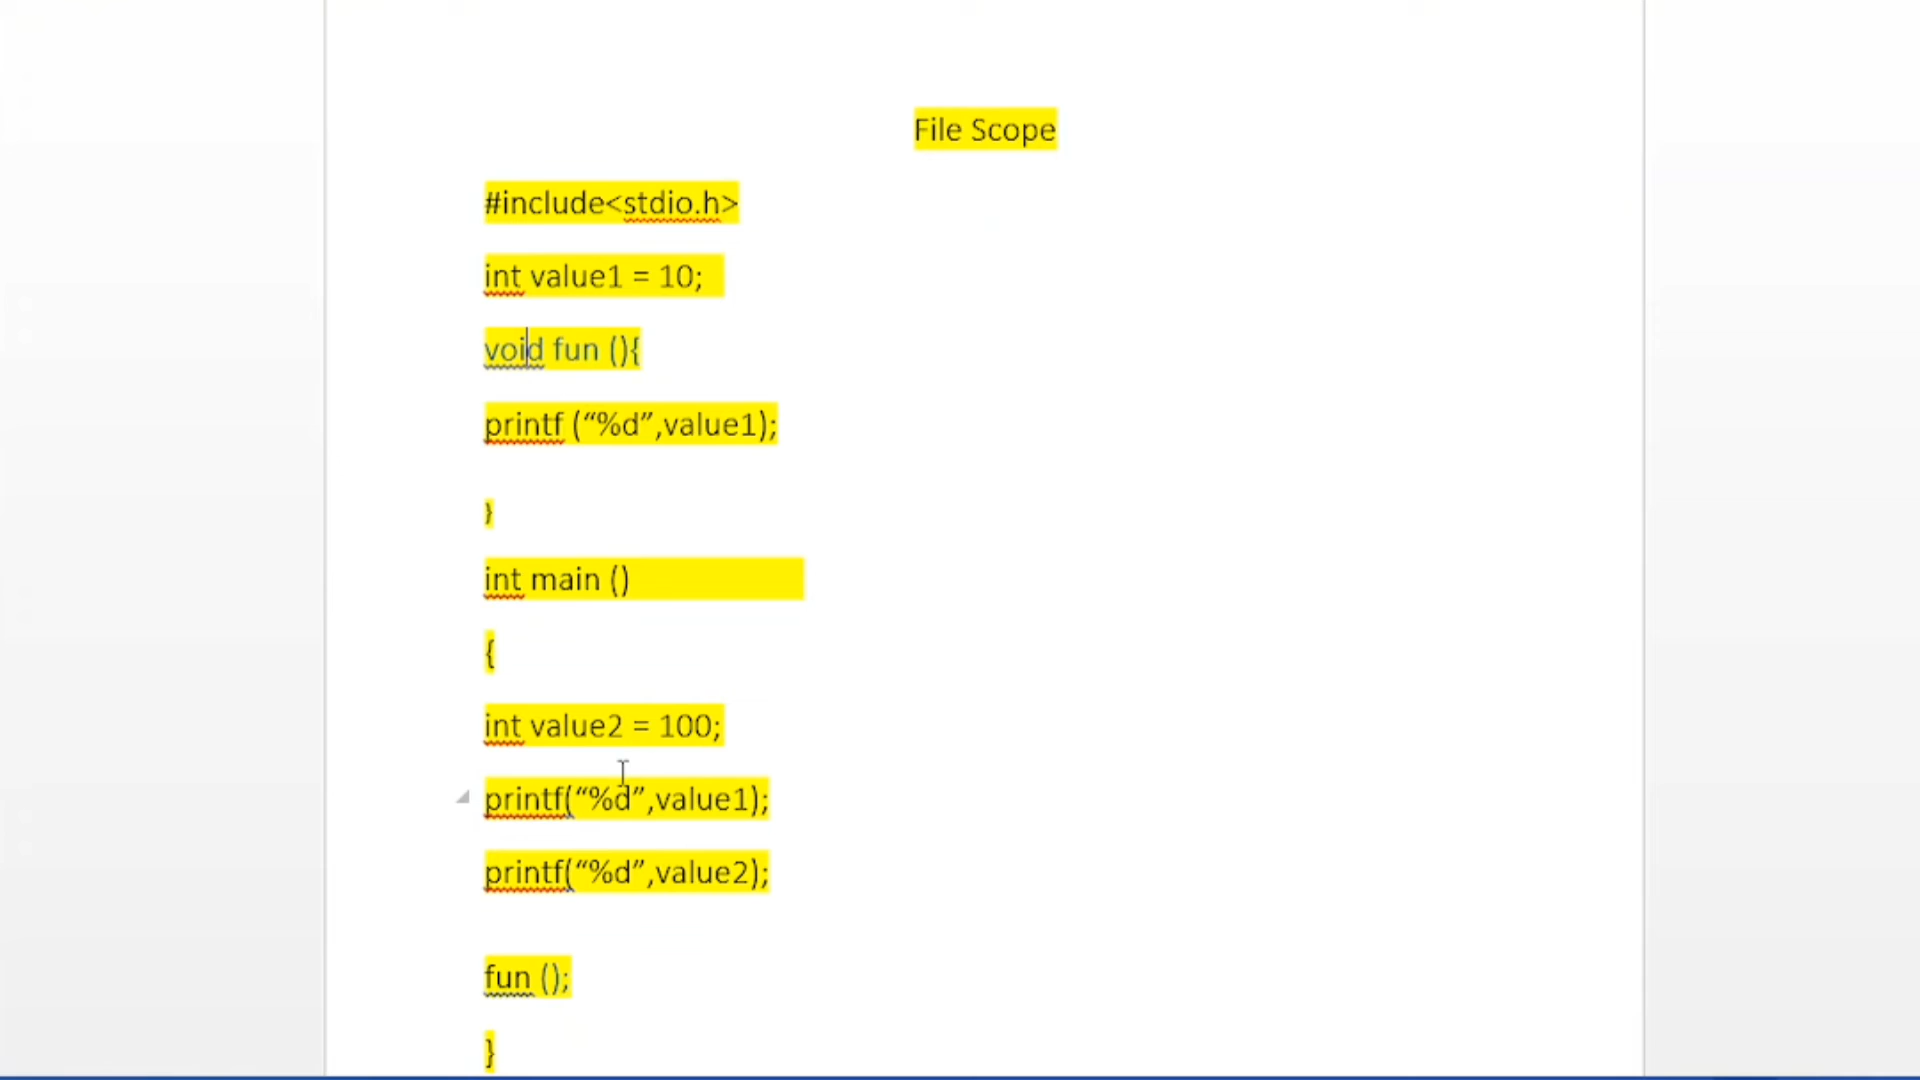 File Scope
#include<stdio.h>
int value1 = 10;
void fun (){
printf (“%d”,value1);
}
int main ()
{
int value2 = 100;
printf(“%d”,value1);
printf(“%d”,value2);
fun ();
}